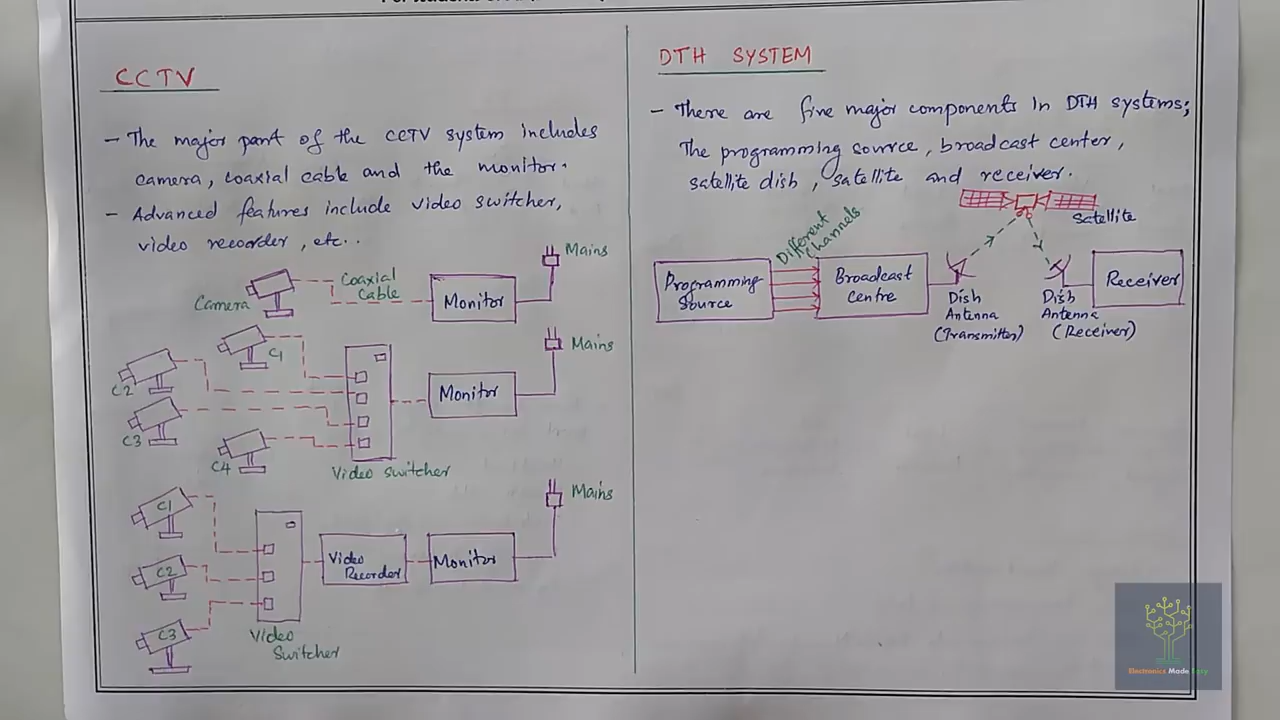 CCTV
- The major part of the CCTV system includes
camera, coaxial cable and the monitor.
- Advanced features include video switcher,
video recorder, etc..
Camera
Coaxial
Cable
Monitor
Mains
C1
C2
C3
C4
Video switcher
Monitor
Mains
C1
C2
C3
Video
Switcher
Video
Recorder
Monitor
Mains
DTH SYSTEM
- There are five major components in DTH systems;
The programming source, broadcast center,
satellite dish, satellite and receiver.
Satellite
Different
Channels
Programming
Source
Broadcast
Centre
Dish
Antenna
(Transmitter)
Dish
Antenna
(Receiver)
Receiver
Electronics Made Easy